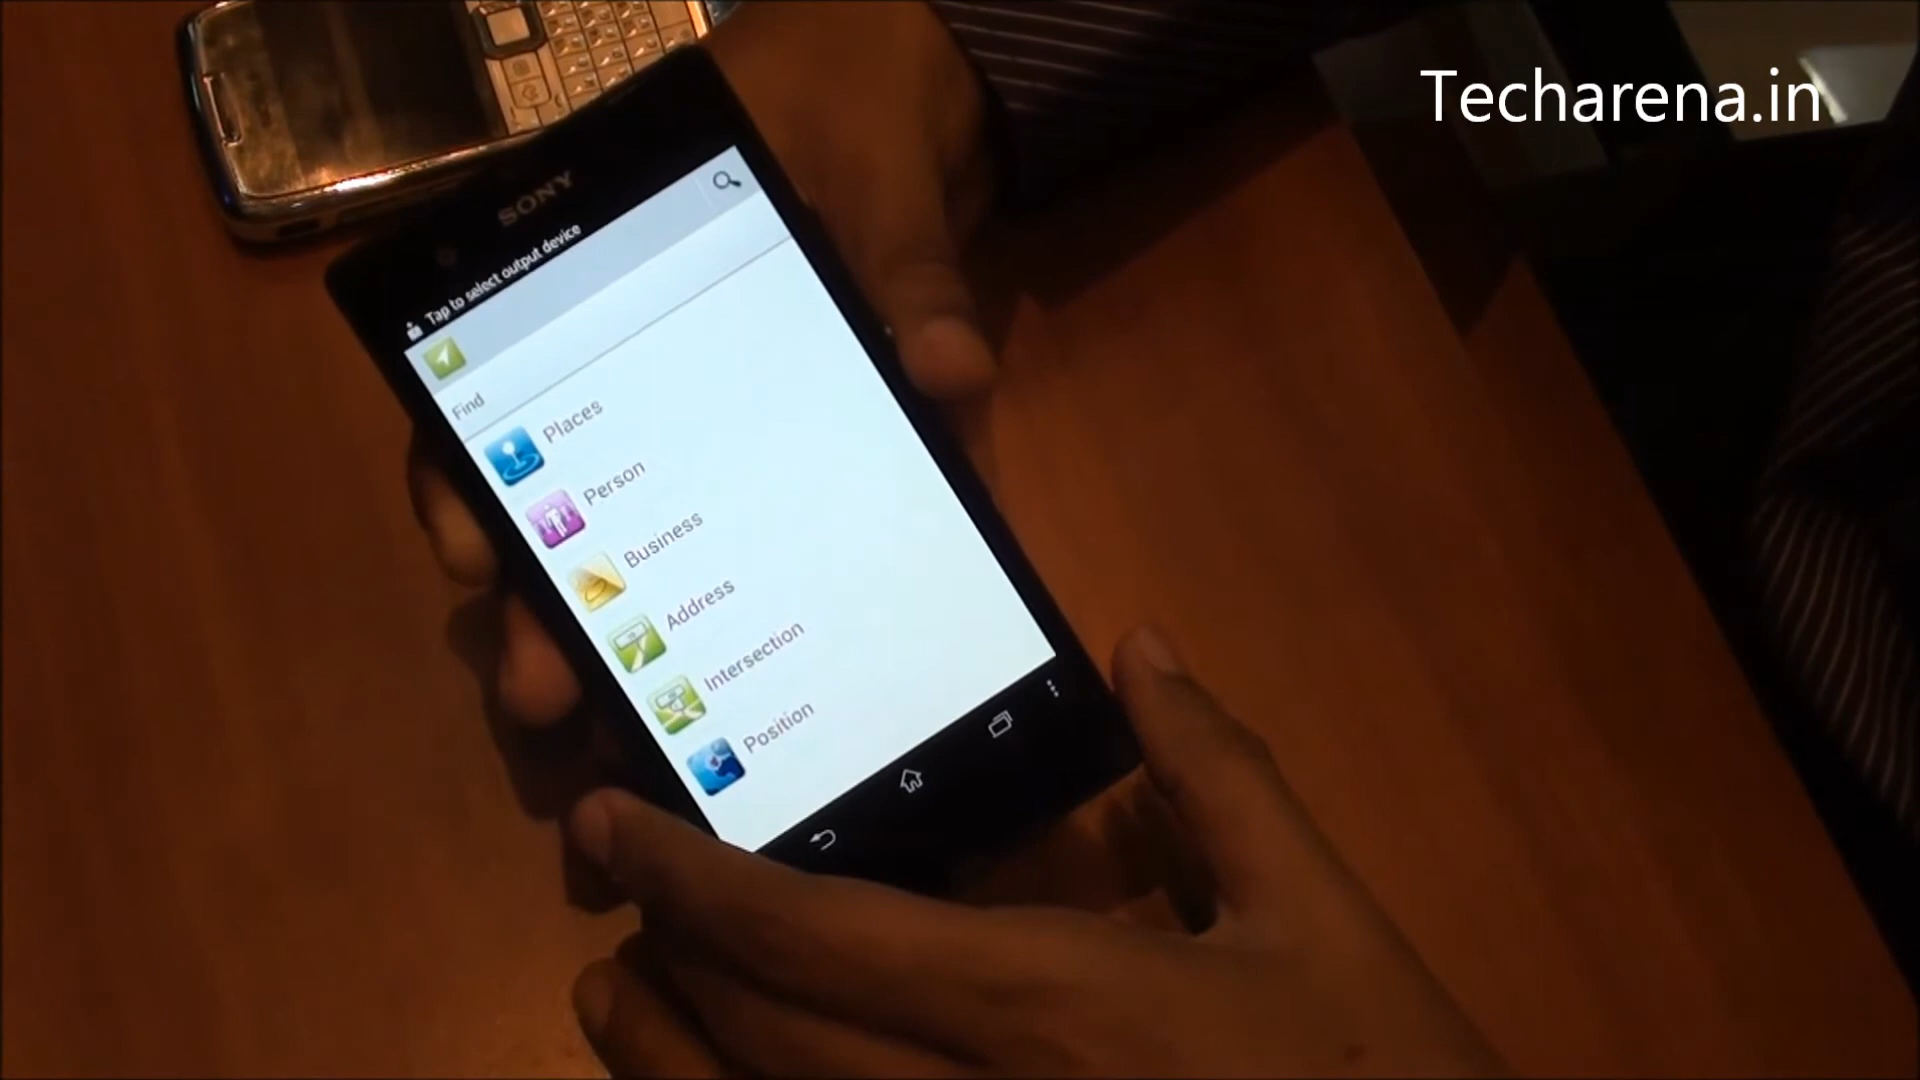 Techarena.in
SONY
Tap to select output device
Find
Places
Person
Business
Address
Intersection
Position